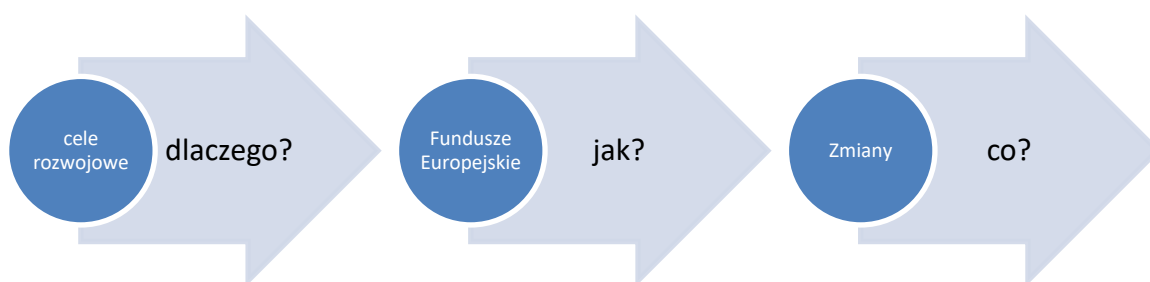 cele
rozwojowe
dlaczego?
Fundusze
Europejskie
jak?
Zmiany
co?